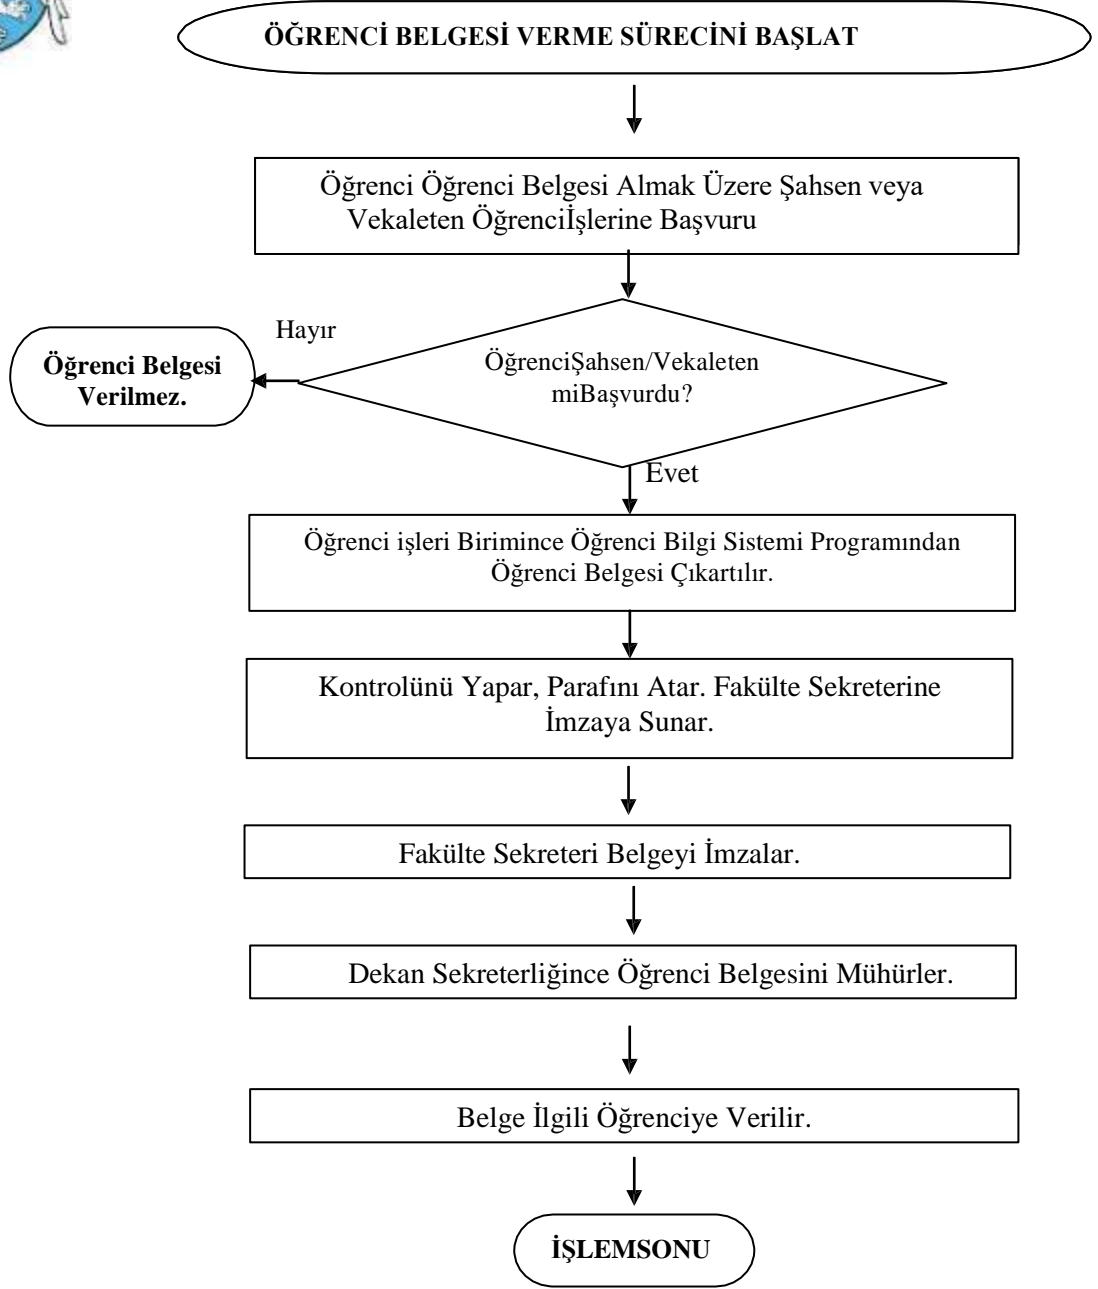 ÖĞRENCİ BELGESİ VERME SÜRECİNİ BAŞLAT
Öğrenci Öğrenci Belgesi Almak Üzere Şahsen veya
Vekaleten Öğrenciİşlerine Başvuru
Hayır
Öğrenci Belgesi
Verilmez.
ÖğrenciŞahsen/Vekaleten
miBaşvurdu?
Evet
Öğrenci işleri Birimince Öğrenci Bilgi Sistemi Programından
Öğrenci Belgesi Çıkartılır.
Kontrolünü Yapar, Parafını Atar. Fakülte Sekreterine
İmzaya Sunar.
Fakülte Sekreteri Belgeyi İmzalar.
Dekan Sekreterliğince Öğrenci Belgesini Mühürler.
Belge İlgili Öğrenciye Verilir.
İŞLEMSONU